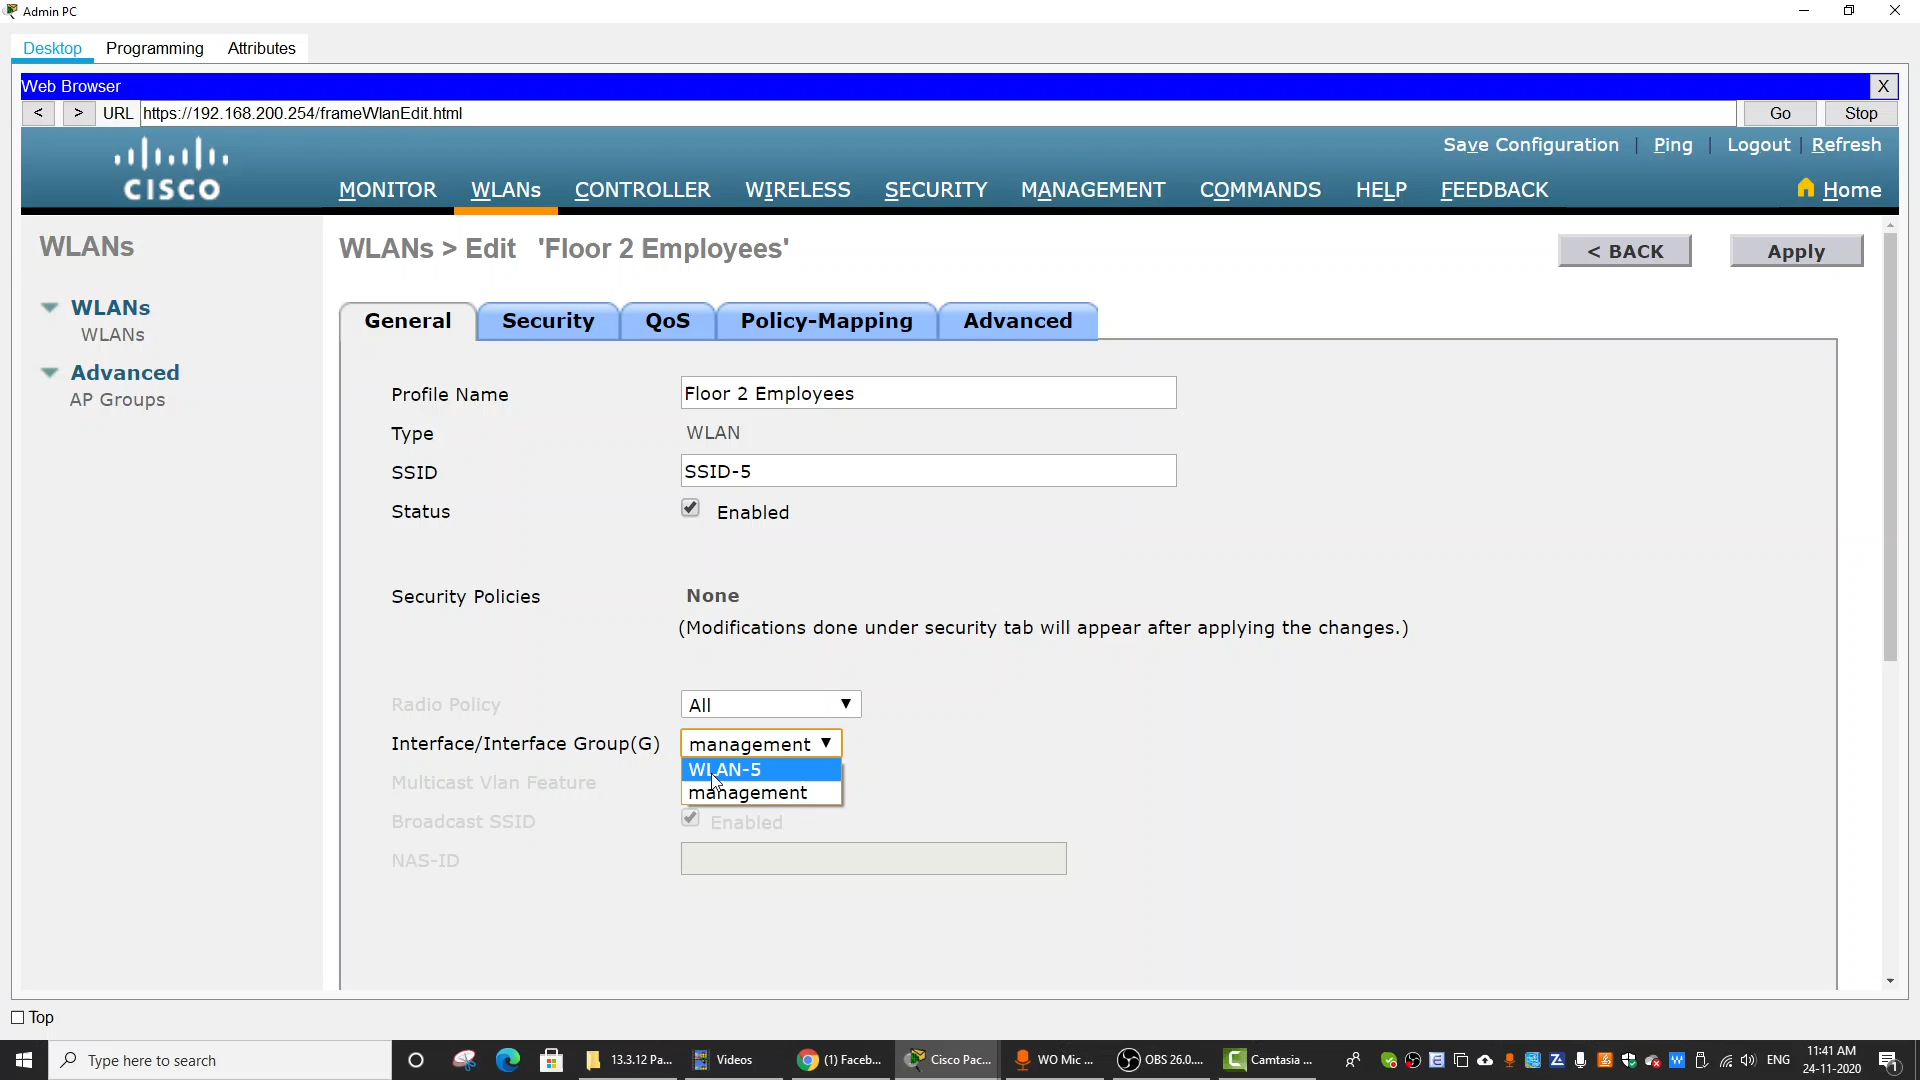 Admin PC
Desktop Programming Attributes
Web Browser X
< > URL https://192.168.200.254/frameWlanEdit.html Go Stop
Save Configuration | Ping | Logout | Refresh
CISCO MONITOR WLANs CONTROLLER WIRELESS SECURITY MANAGEMENT COMMANDS HELP FEEDBACK Home
WLANs
WLANs > Edit 'Floor 2 Employees' < BACK Apply
WLANs
WLANs
Advanced
AP Groups
General Security QoS Policy-Mapping Advanced
Profile Name Floor 2 Employees
Type WLAN
SSID SSID-5
Status Enabled
Security Policies None
(Modifications done under security tab will appear after applying the changes.)
Radio Policy All
Interface/Interface Group(G) management
WLAN-5
management
Multicast Vlan Feature
Broadcast SSID Enabled
NAS-ID
Top
Type here to search 13.3.12 Pa... Videos (1) Faceb... Cisco Pac... WO Mic ... OBS 26.0.... Camtasia ... ENG 11:41 AM
24-11-2020 1